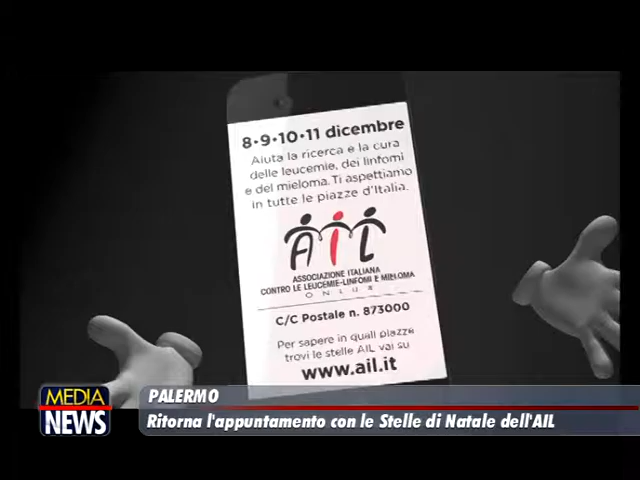 8•9•10•11 dicembre
Aiuta la ricerca e la cura
delle leucemie, dei linfomi
e del mieloma. Ti aspettiamo
in tutte le piazze d'Italia.
AIL
ASSOCIAZIONE ITALIANA
CONTRO LE LEUCEMIE-LINFOMI E MIELOMA
ONLUS
C/C Postale n. 873000
Per sapere in quali piazze
trovi le stelle AIL vai su
www.ail.it
PALERMO
MEDIA
NEWS
Ritorna l'appuntamento con le Stelle di Natale dell'AIL